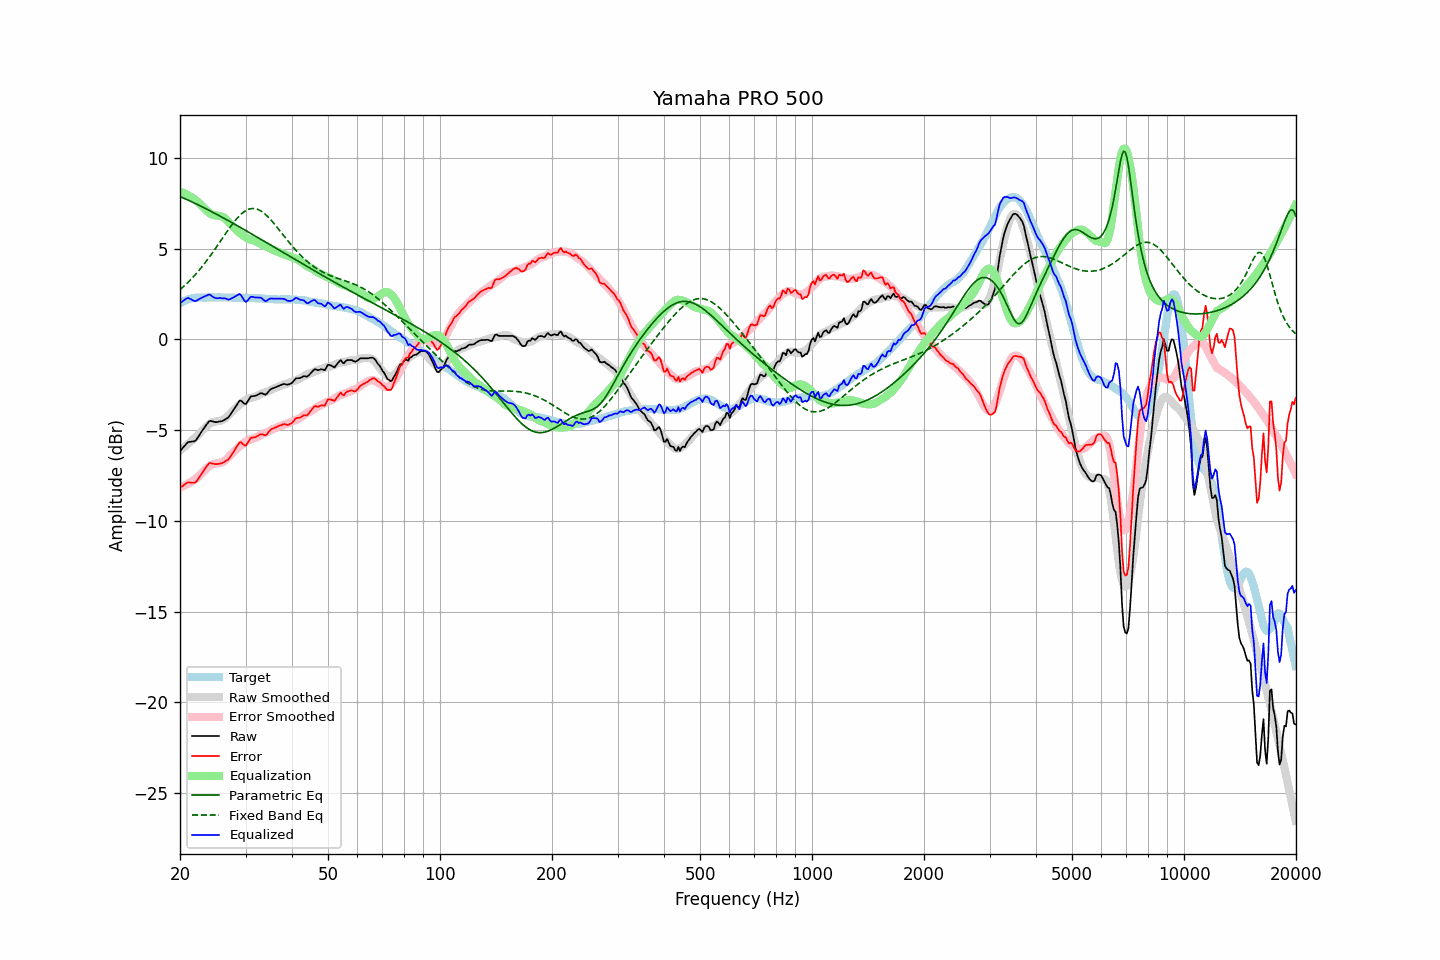 Yamaha PRO 500
Amplitude (dBr)
10
5
0
−5
−10
−15
−20
−25
Target
Raw Smoothed
Error Smoothed
Raw
Error
Equalization
Parametric Eq
Fixed Band Eq
Equalized
20 50 100 200 500 1000 2000 5000 10000 20000
Frequency (Hz)